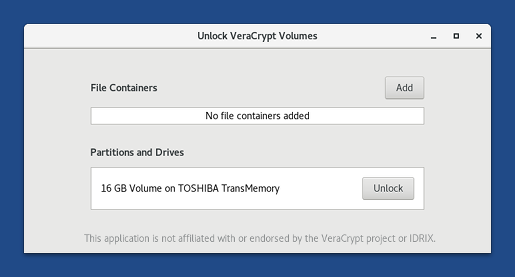 Unlock VeraCrypt Volumes
File Containers
Add
No file containers added
Partitions and Drives
16 GB Volume on TOSHIBA TransMemory
Unlock
This application is not affiliated with or endorsed by the VeraCrypt project or IDRIX.